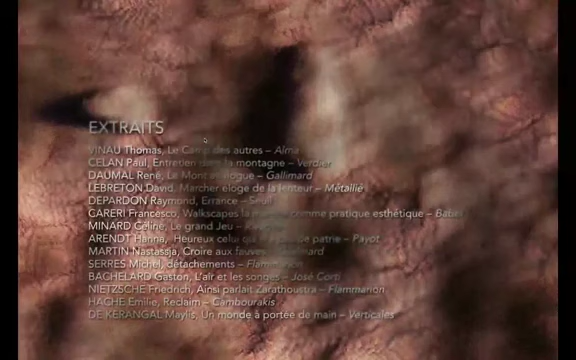 EXTRAITS
VINAU Thomas, Le Camp des autres – Alma
CELAN Paul, Entretien dans la montagne – Verdier
DAUMAL René, Le Mont analogue – Gallimard
LEBRETON David, Marcher eloge de la lenteur – Métailié
DEPARDON Raymond, Errance – Seuil
CARERI Francesco, Walkscapes la marche comme pratique esthétique – Babel
MINARD Céline, Le grand Jeu –
ARENDT Hanna, Heureux celui qui n'a pas de patrie – Payot
MARTIN Nastassja, Croire aux fauves – Gallimard
SERRES Michel, détachements – Flammarion
BACHELARD Gaston, L'air et les songes – José Corti
NIETZSCHE Friedrich, Ainsi parlait Zarathoustra – Flammarion
HACHE Emilie, Reclaim – Cambourakis
DE KERANGAL Maylis, Un monde à portée de main – Verticales